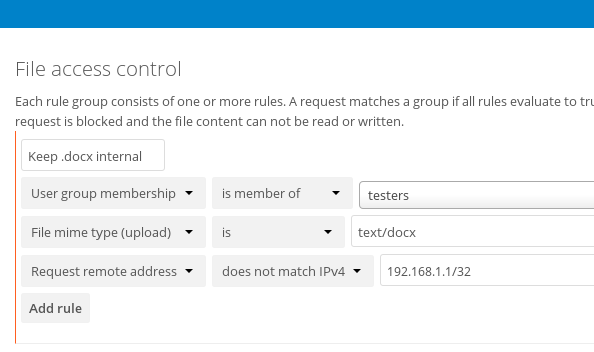 File access control
Each rule group consists of one or more rules. A request matches a group if all rules evaluate to
request is blocked and the file content can not be read or written.
Keep .docx internal
User group membership is member of testers
File mime type (upload) is text/docx
Request remote address does not match IPv4 192.168.1.1/32
Add rule